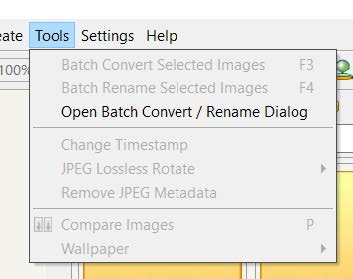 eate Tools Settings Help
100%
Batch Convert Selected Images F3
Batch Rename Selected Images F4
Open Batch Convert / Rename Dialog
Change Timestamp
JPEG Lossless Rotate
Remove JPEG Metadata
Compare Images P
Wallpaper